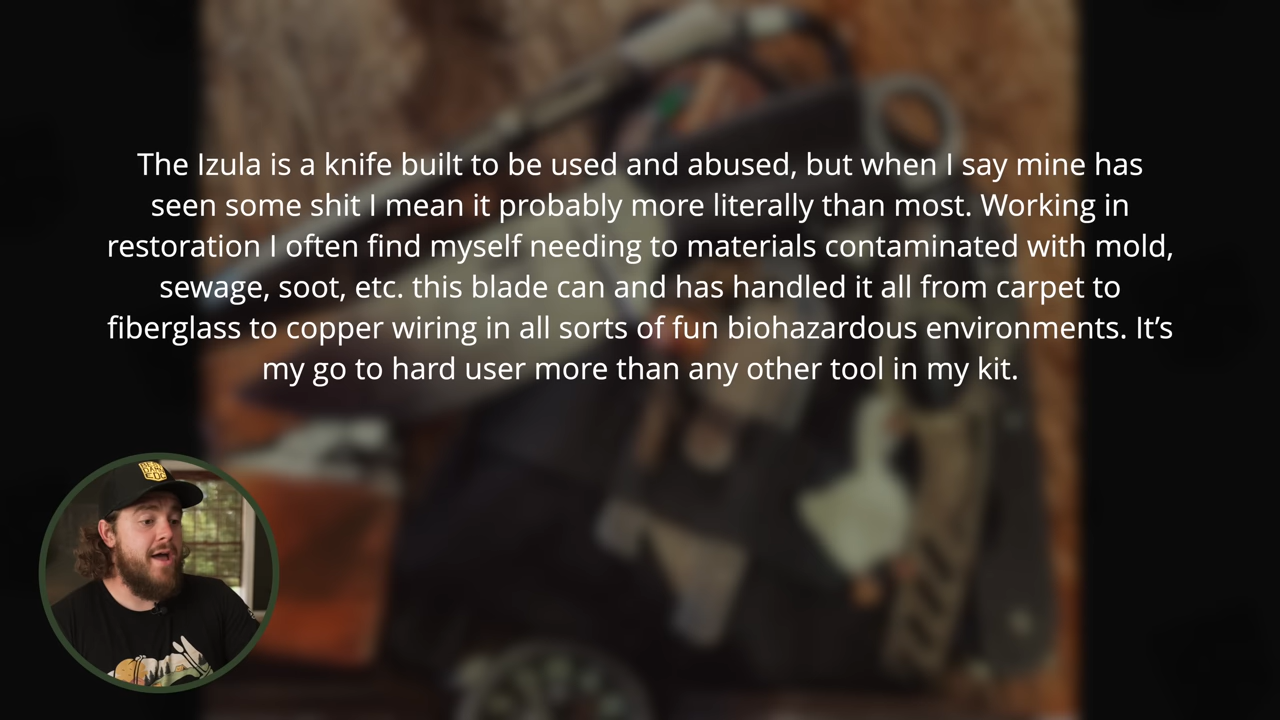 The Izula is a knife built to be used and abused, but when I say mine has
seen some shit I mean it probably more literally than most. Working in
restoration I often find myself needing to materials contaminated with mold,
sewage, soot, etc. this blade can and has handled it all from carpet to
fiberglass to copper wiring in all sorts of fun biohazardous environments. It’s
my go to hard user more than any other tool in my kit.